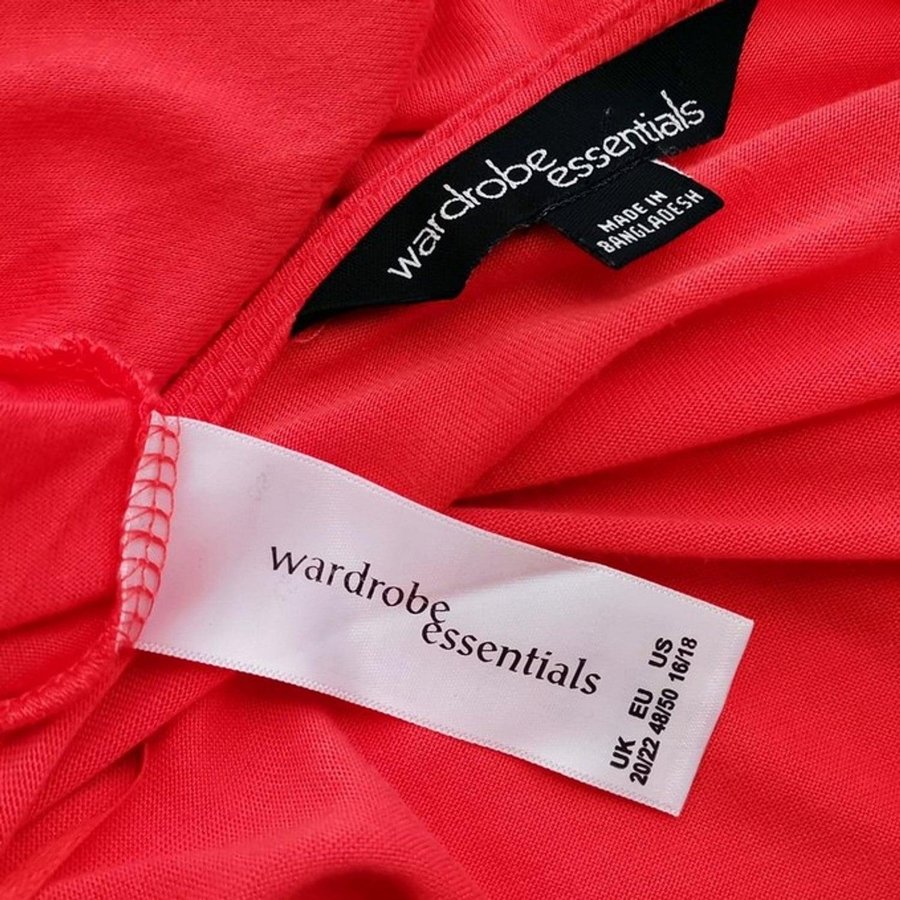 wardrobe
essentials
MADE IN
BANGLADESH
wardrobe
essentials
UK EU US
20/22 48/50 16/18